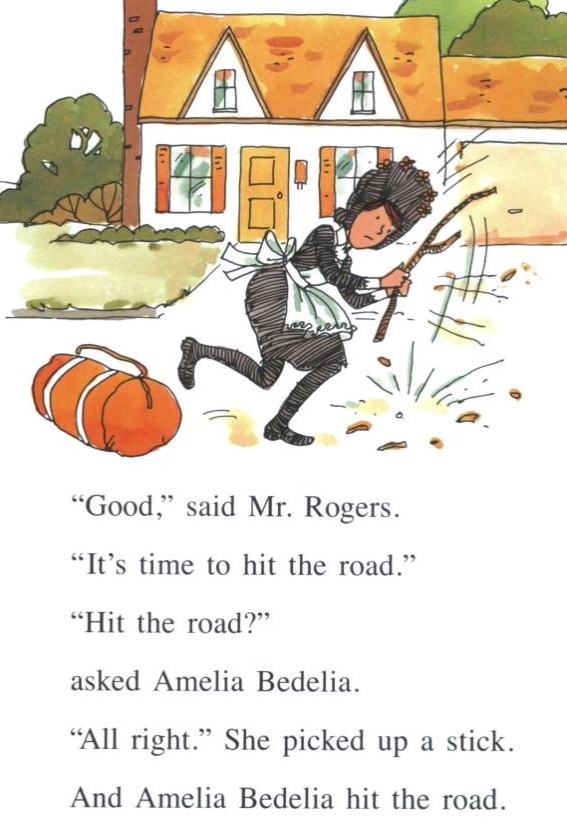 “Good,” said Mr. Rogers.
“It’s time to hit the road.”
“Hit the road?”
asked Amelia Bedelia.
“All right.” She picked up a stick.
And Amelia Bedelia hit the road.